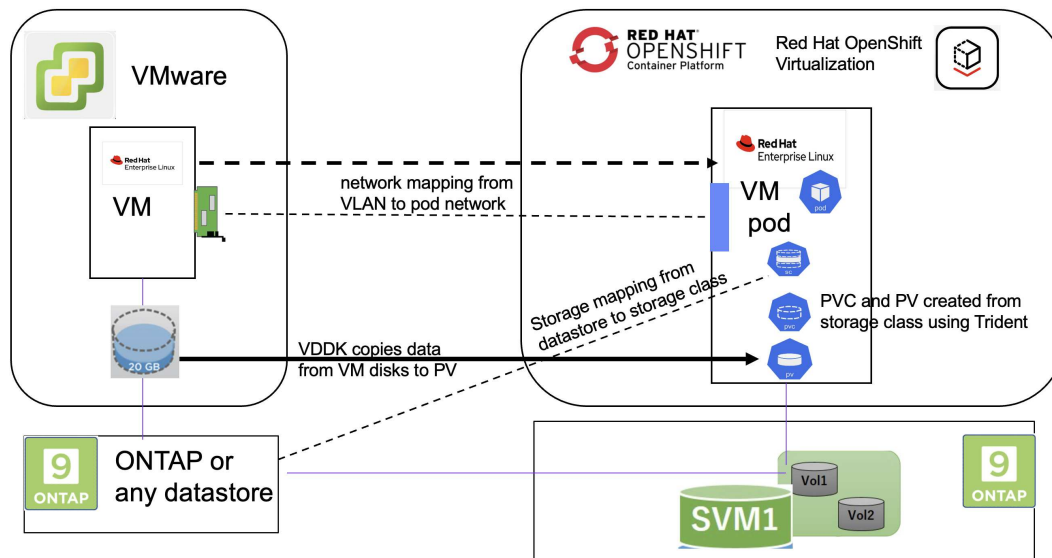 VMware
RED HAT®
OPENSHIFT
Container Platform
Red Hat OpenShift
Virtualization
Red Hat
Enterprise Linux
VM
network mapping from
VLAN to pod network
Red Hat
Enterprise Linux
VM
pod
pod
sc
Storage mapping from
datastore to storage class
pvc
PVC and PV created from
storage class using Trident
20 GB
VDDK copies data
from VM disks to PV
pv
9
ONTAP
ONTAP or
any datastore
SVM1
Vol1
Vol2
9
ONTAP